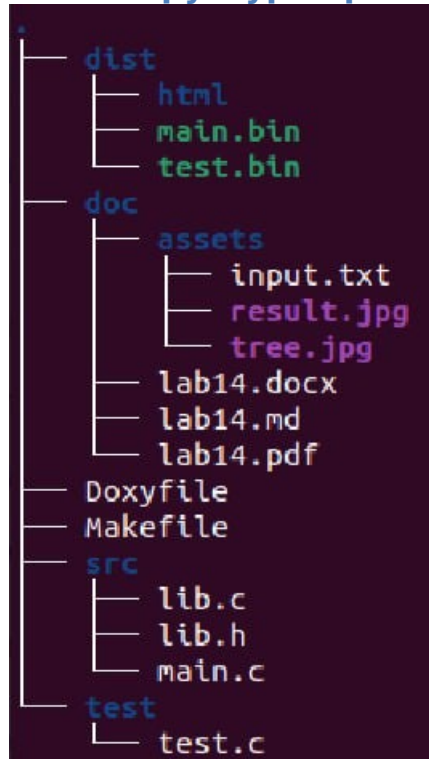 .
├── dist
│   ├── html
│   ├── main.bin
│   └── test.bin
├── doc
│   ├── assets
│   │   ├── input.txt
│   │   ├── result.jpg
│   │   └── tree.jpg
│   ├── lab14.docx
│   ├── lab14.md
│   └── lab14.pdf
├── Doxyfile
├── Makefile
├── src
│   ├── lib.c
│   ├── lib.h
│   └── main.c
└── test
    └── test.c